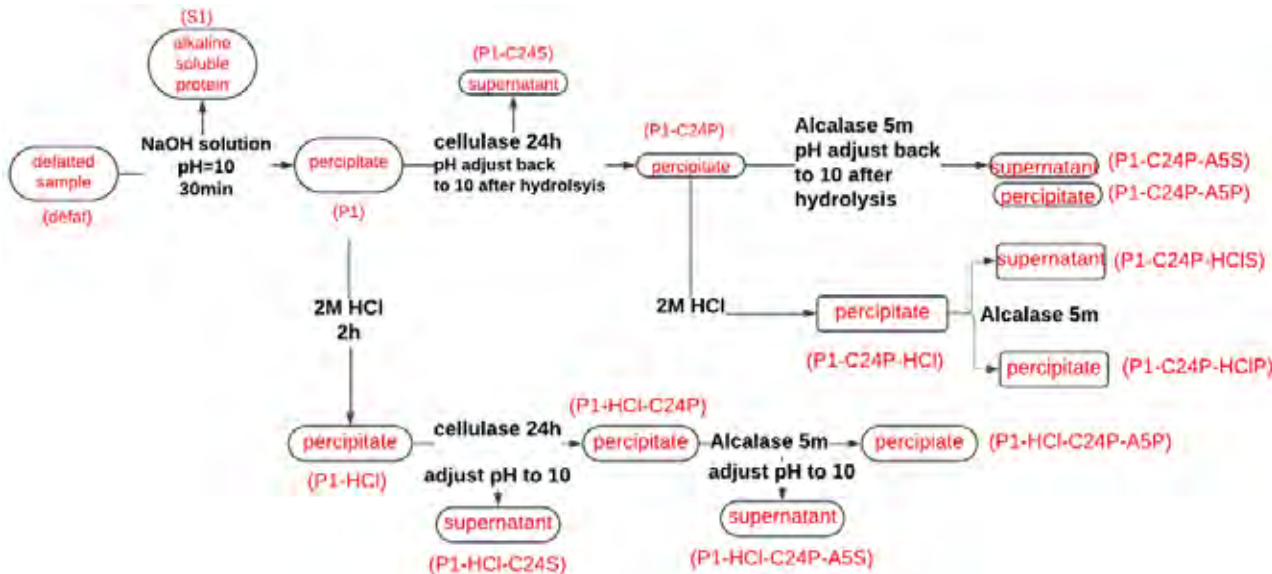 (S1)
alkaline
soluble
protein
(P1-C24S)
supernatant
NaOH solution
pH=10
30min
defatted
sample
(defat)
percipitate
(P1)
cellulase 24h
pH adjust back
to 10 after hydrolsyis
(P1-C24P)
percipitate
Alcalase 5m
pH adjust back
to 10 after
hydrolysis
supernatant
(P1-C24P-A5S)
percipitate
(P1-C24P-A5P)
supernatant
(P1-C24P-HClS)
2M HCl
2h
2M HCl
percipitate
(P1-C24P-HCl)
Alcalase 5m
percipitate
(P1-C24P-HClP)
percipitate
(P1-HCl)
cellulase 24h
adjust pH to 10
(P1-HCl-C24P)
percipitate
Alcalase 5m
adjust pH to 10
percipiate
(P1-HCl-C24P-A5P)
supernatant
(P1-HCl-C24S)
supernatant
(P1-HCl-C24P-A5S)